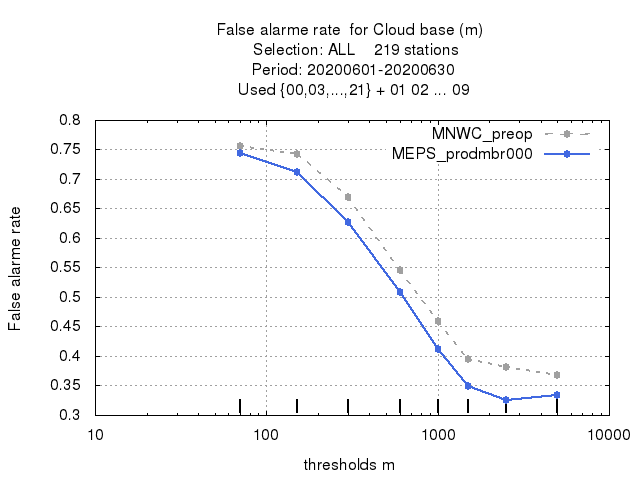 False alarme rate  for Cloud base (m)
Selection: ALL    219 stations
Period: 20200601-20200630
Used {00,03,...,21} + 01 02 ... 09
MNWC_preop
MEPS_prodmbr000
False alarme rate
0.8
0.75
0.7
0.65
0.6
0.55
0.5
0.45
0.4
0.35
0.3
10
100
1000
10000
thresholds m